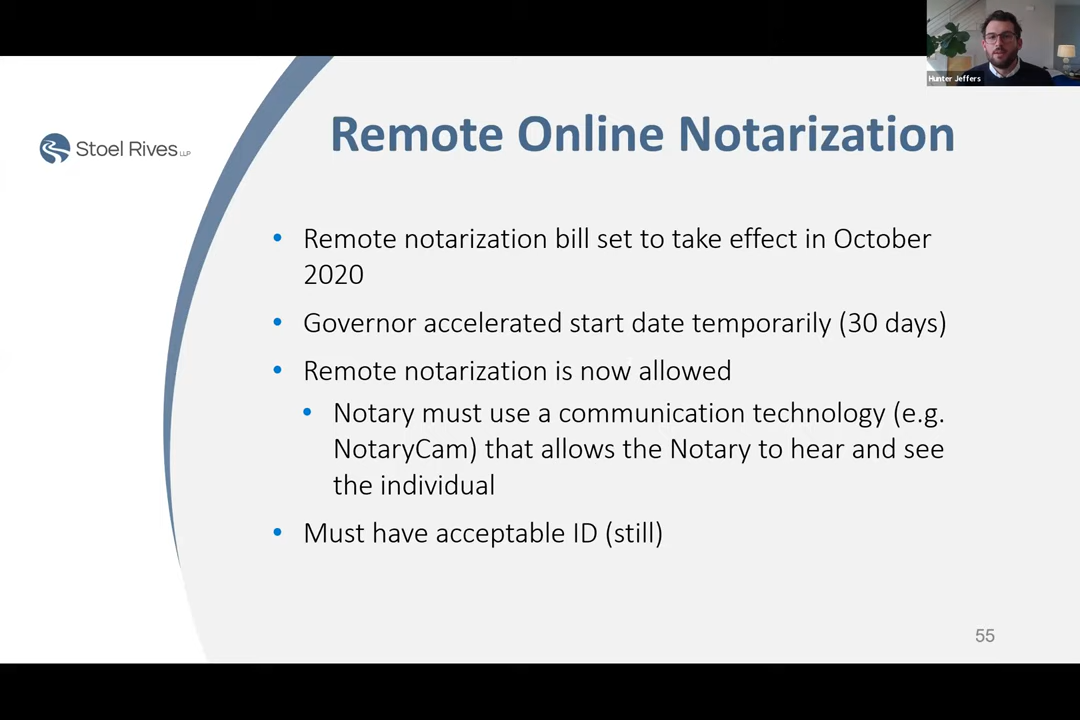 Hunter Jeffers
Stoel Rives LLP
Remote Online Notarization
• Remote notarization bill set to take effect in October
2020
• Governor accelerated start date temporarily (30 days)
• Remote notarization is now allowed
• Notary must use a communication technology (e.g.
NotaryCam) that allows the Notary to hear and see
the individual
• Must have acceptable ID (still)
55